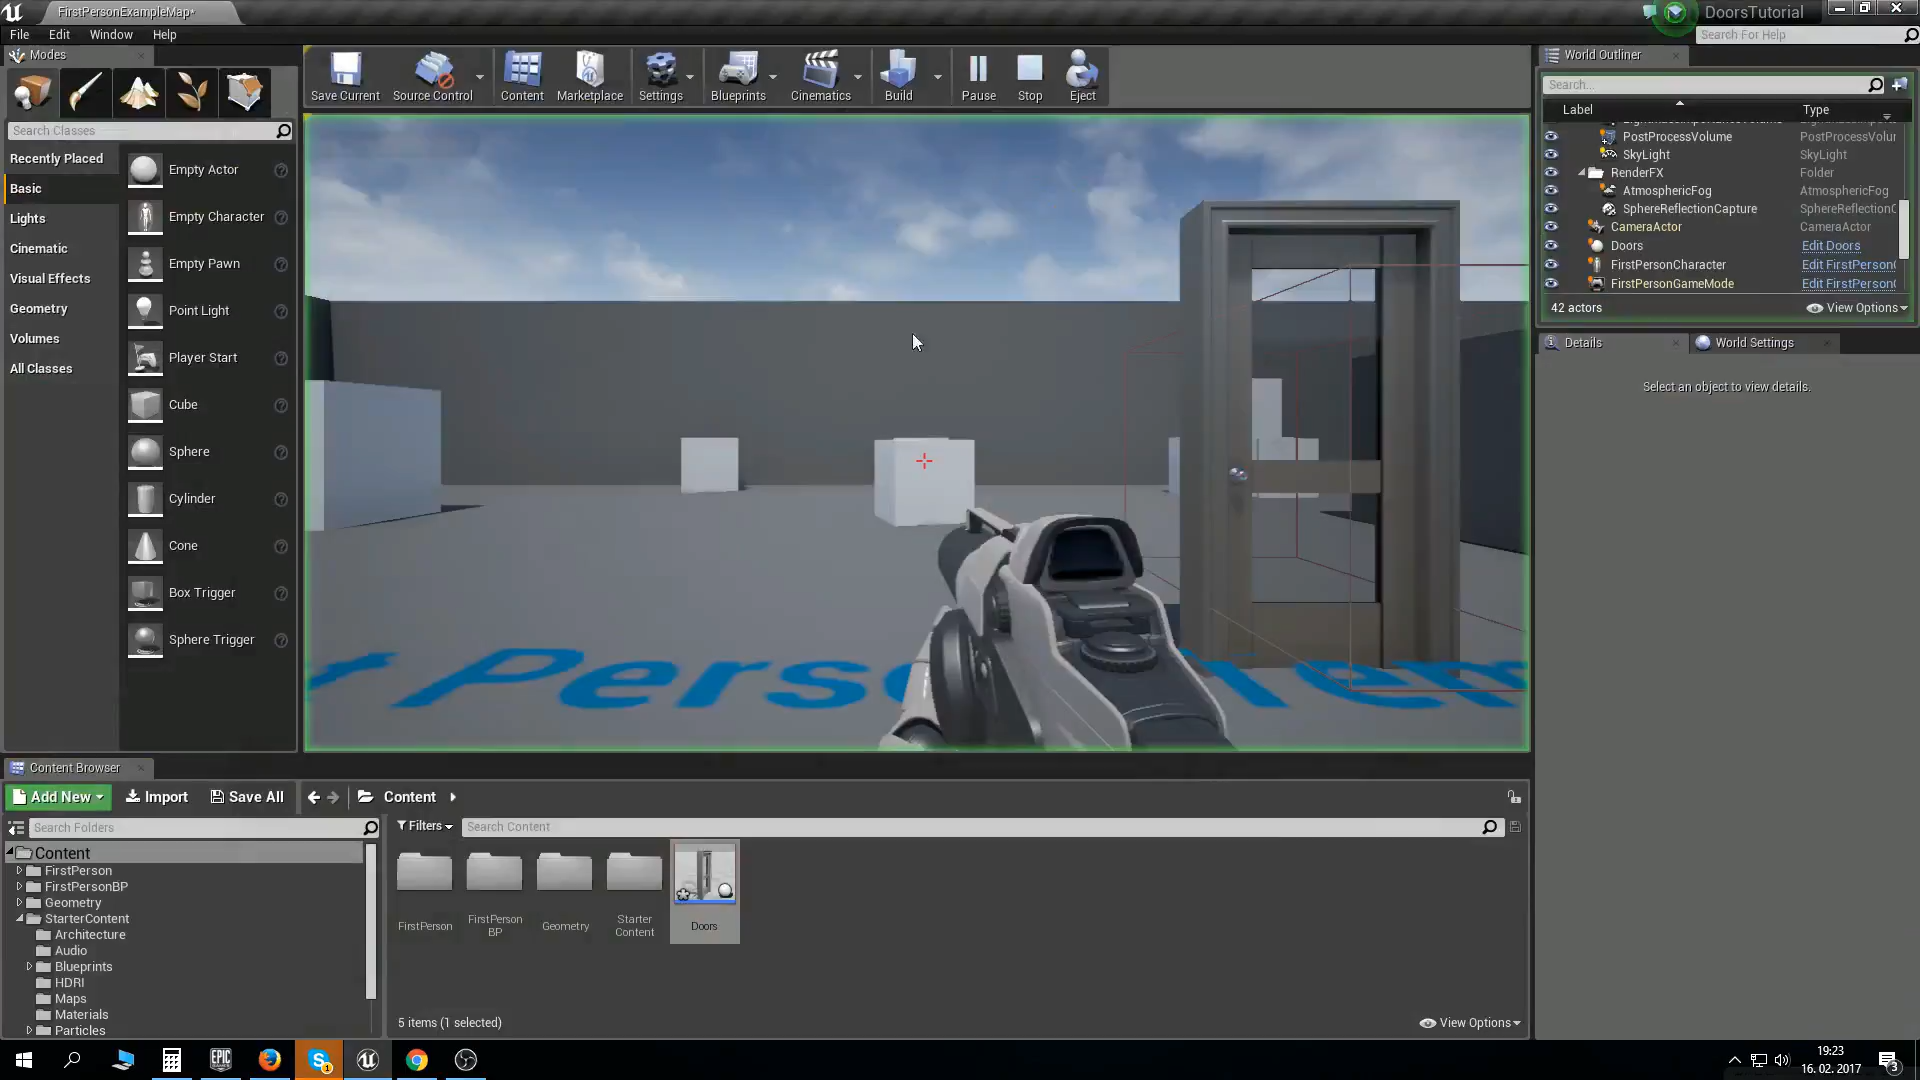 FirstPersonExampleMap*
DoorsTutorial
File Edit Window Help
Search For Help
Modes
Save Current
Source Control
Content
Marketplace
Settings
Blueprints
Cinematics
Build
Pause
Stop
Eject
Search Classes
Recently Placed
Basic
Lights
Cinematic
Visual Effects
Geometry
Volumes
All Classes
Empty Actor
Empty Character
Empty Pawn
Point Light
Player Start
Cube
Sphere
Cylinder
Cone
Box Trigger
Sphere Trigger
World Outliner
Search...
Label Type
PostProcessVolume PostProcessVolur
SkyLight SkyLight
RenderFX Folder
AtmosphericFog AtmosphericFog
SphereReflectionCapture SphereReflectionC
CameraActor CameraActor
Doors Edit Doors
FirstPersonCharacter Edit FirstPerson(
FirstPersonGameMode Edit FirstPerson(
42 actors View Options
Details World Settings
Select an object to view details.
Content Browser
Add New Import Save All Content
Search Folders
Content
FirstPerson
FirstPersonBP
Geometry
StarterContent
Architecture
Audio
Blueprints
HDRI
Maps
Materials
Particles
Filters Search Content
FirstPerson
FirstPerson
BP
Geometry
Starter
Content
Doors
5 items (1 selected)
View Options
EPIC
GAMES
19:23
16. 02. 2017
3